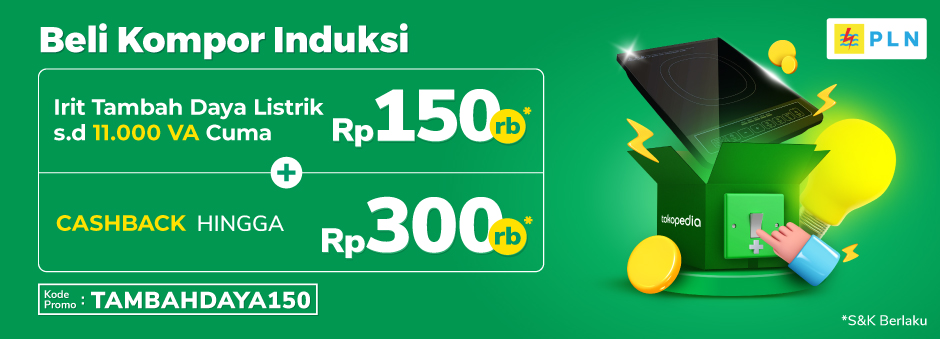 Beli Kompor Induksi
PLN
Irit Tambah Daya Listrik
s.d 11.000 VA Cuma
Rp150rb*
+
CASHBACK HINGGA
Rp300rb*
Kode Promo : TAMBAHDAYA150
tokopedia
*S&K Berlaku